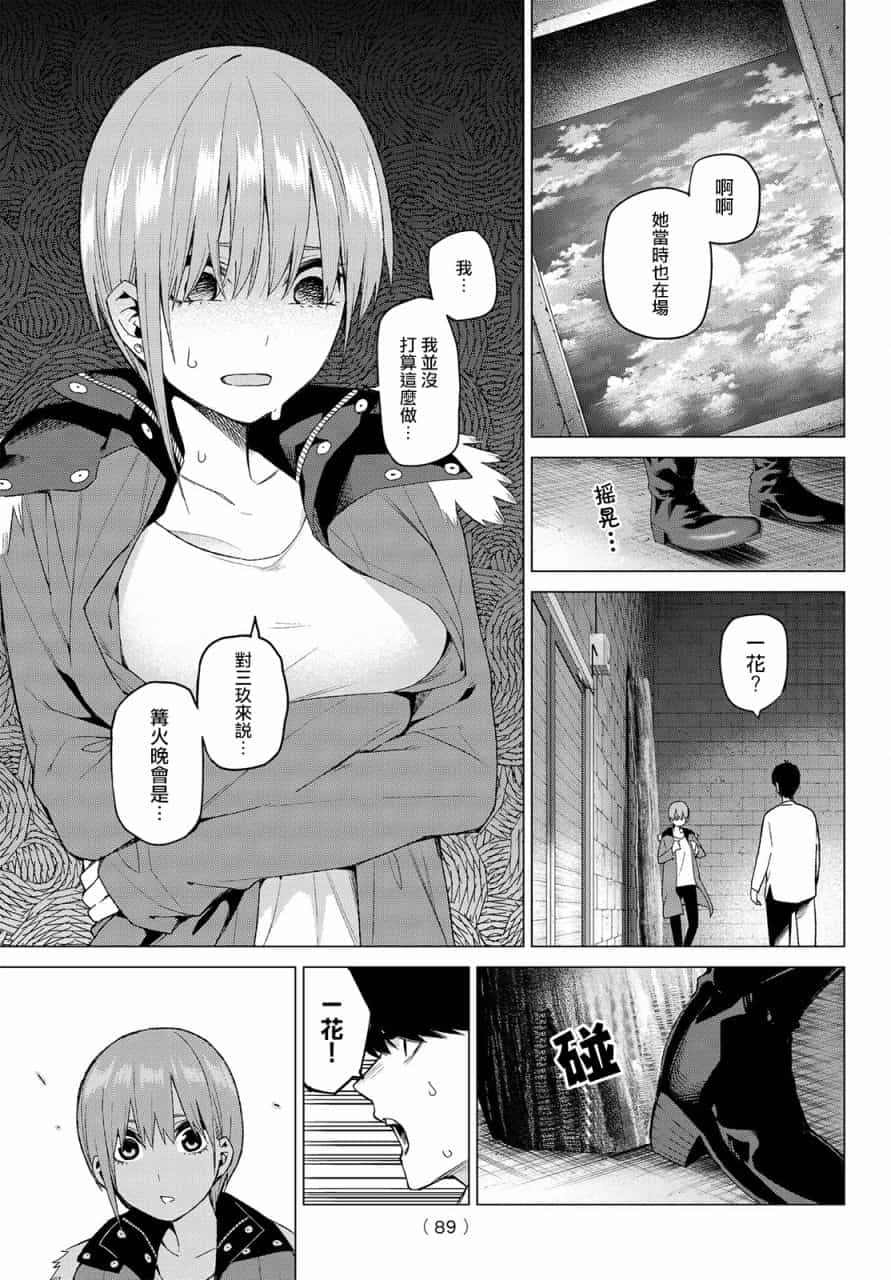 啊啊
她當時也在場
搖晃…
一花?
我…
我並沒
打算這麼做…
對三玖來說…
篝火晚會是…
碰
一花!
(89)